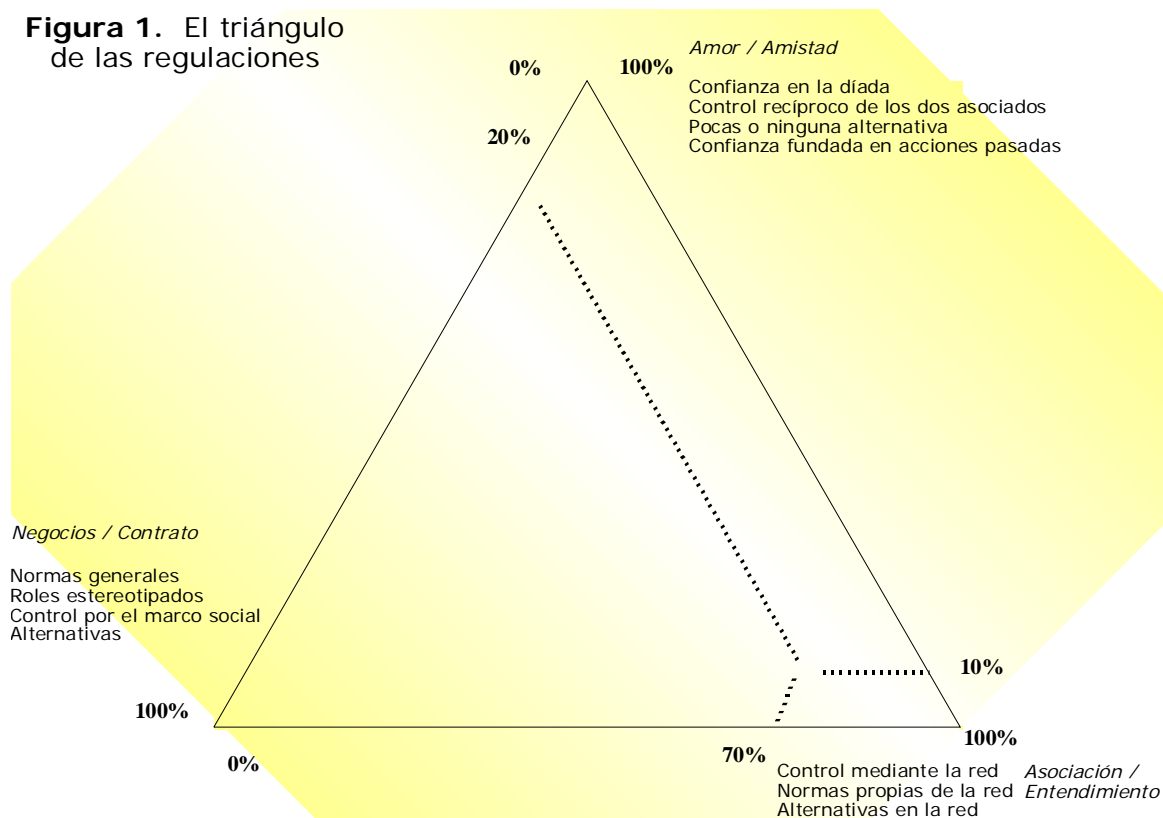 Figura 1. El triángulo
de las regulaciones
Amor / Amistad
0%
100%
Confianza en la díada
Control recíproco de los dos asociados
Pocas o ninguna alternativa
Confianza fundada en acciones pasadas
20%
Negocios / Contrato
Normas generales
Roles estereotipados
Control por el marco social
Alternativas
10%
100%
0%
70%
100%
Control mediante la red
Normas propias de la red
Alternativas en la red
Asociación /
Entendimiento